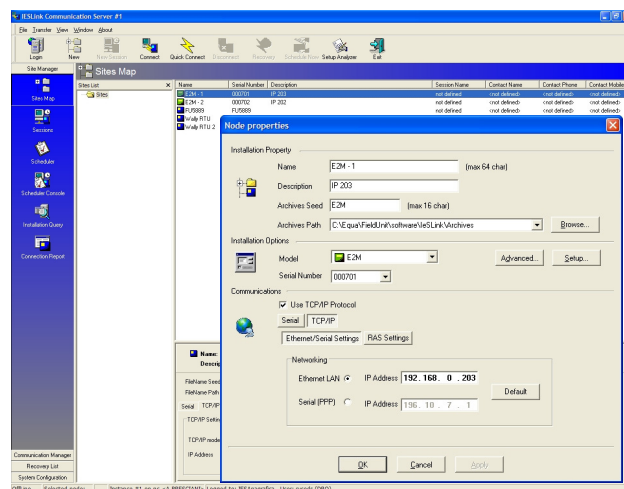 IESLink Communication Server #1
File Transfer View Window About
Login New New Session Connect Quick Connect Disconnect Recovery Schedule Now Setup Analyzer Exit
Site Manager
Sites Map
Sites List X
Name Serial Number Description Session Name Contact Name Contact Phone Contact Mobile
Sites
E2M - 1 000701 IP 203 not defined <not defined> <not defined> <not defined>
E2M - 2 000702 IP 202 not defined <not defined> <not defined> <not defined>
FU5889 FU5889 not defined <not defined> <not defined> <not defined>
Wally RTU
Wally RTU 2
Sites Map
Sessions
Scheduler
Scheduler Console
Installation Query
Connection Report
Communication Manager
Recovery List
System Configuration
Node properties
Installation Property
Name E2M - 1 (max 64 char)
Description IP 203
Archives Seed E2M (max 16 char)
Archives Path C:\Equa\FieldUnit\software\IeSLink\Archives Browse...
Installation Options
Model E2M Advanced... Setup...
Serial Number 000701
Communications
Use TCP/IP Protocol
Serial TCP/IP
Ethernet/Serial Settings RAS Settings
Networking
Ethernet LAN IP Address 192.168. 0 .203
Default
Serial (PPP) IP Address 196. 10 . 7 . 1
OK Cancel Apply
Name:
Descrip
FileName Seed
FileName Path
Serial TCP/IP
TCP/IP Settin
TCP/IP mode
IP Address